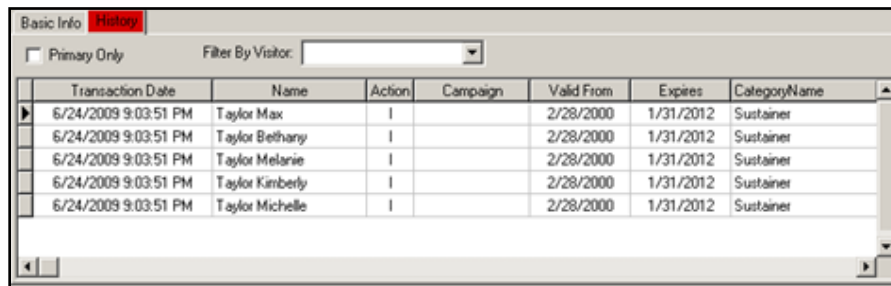 Basic Info History
Primary Only Filter By Visitor:
Transaction Date Name Action Campaign Valid From Expires CategoryName
6/24/2009 9:03:51 PM Taylor Max I 2/28/2000 1/31/2012 Sustainer
6/24/2009 9:03:51 PM Taylor Bethany I 2/28/2000 1/31/2012 Sustainer
6/24/2009 9:03:51 PM Taylor Melanie I 2/28/2000 1/31/2012 Sustainer
6/24/2009 9:03:51 PM Taylor Kimberly I 2/28/2000 1/31/2012 Sustainer
6/24/2009 9:03:51 PM Taylor Michelle I 2/28/2000 1/31/2012 Sustainer